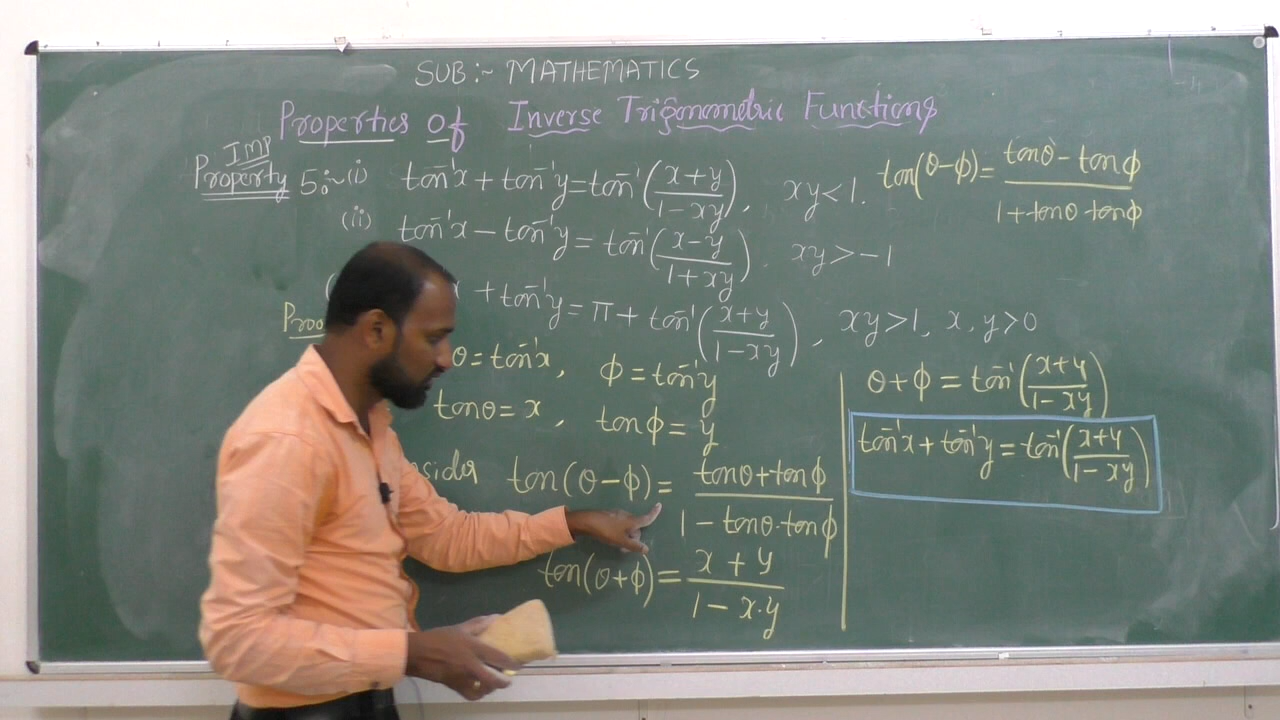 SUB:- MATHEMATICS
Properties of Inverse Trigonometric Functions
IMP
Property 5:- (i) tan⁻¹x + tan⁻¹y = tan⁻¹((x+y)/(1-xy)), xy < 1.
tan(θ-ϕ) = (tanθ - tanϕ)/(1 + tanθ tanϕ)
(ii) tan⁻¹x - tan⁻¹y = tan⁻¹((x-y)/(1+xy)), xy > -1
+ tan⁻¹y = π + tan⁻¹((x+y)/(1-xy)), xy > 1, x, y > 0
θ = tan⁻¹x, ϕ = tan⁻¹y
tanθ = x, tanϕ = y
tan(θ-ϕ) = (tanθ + tanϕ)/(1 - tanθ·tanϕ)
tan(θ+ϕ) = (x + y)/(1 - x·y)
θ + ϕ = tan⁻¹((x+y)/(1-xy))
tan⁻¹x + tan⁻¹y = tan⁻¹((x+y)/(1-xy))